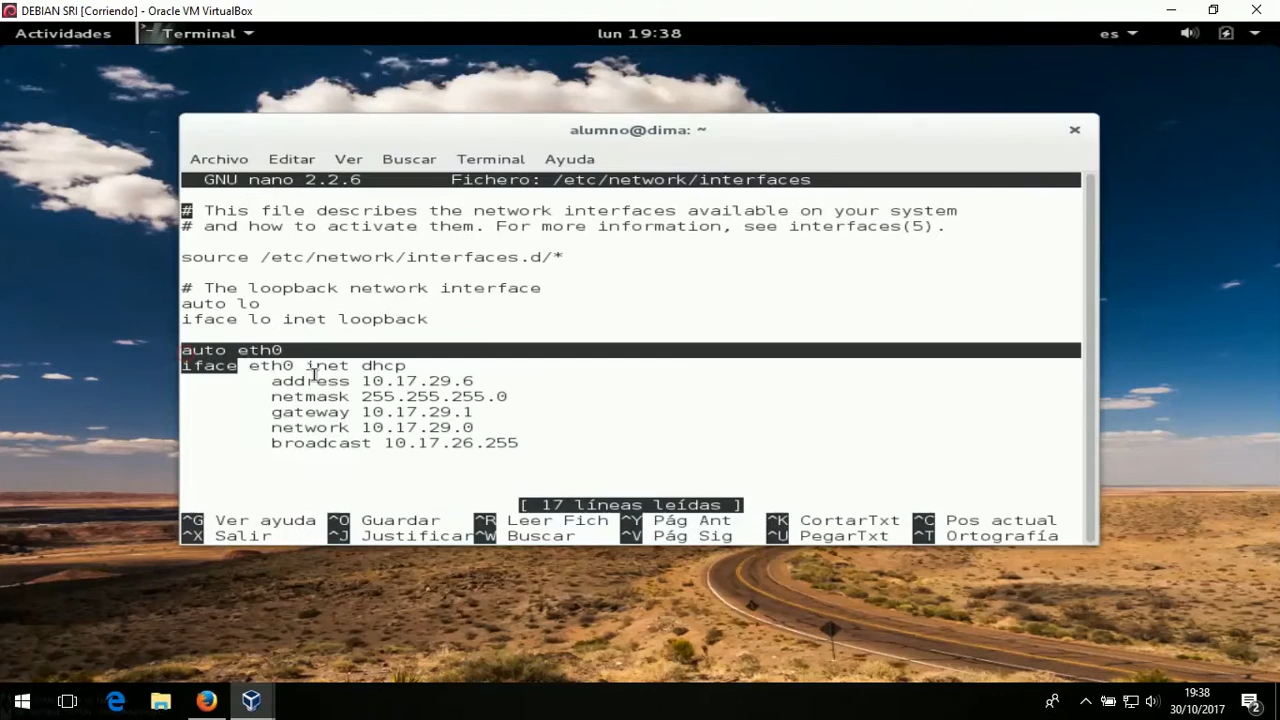 DEBIAN SRI [Corriendo] - Oracle VM VirtualBox
Actividades Terminal lun 19:38 es
alumno@dima: ~
Archivo Editar Ver Buscar Terminal Ayuda
GNU nano 2.2.6 Fichero: /etc/network/interfaces
# This file describes the network interfaces available on your system
# and how to activate them. For more information, see interfaces(5).
source /etc/network/interfaces.d/*
# The loopback network interface
auto lo
iface lo inet loopback
auto eth0
iface eth0 inet dhcp
address 10.17.29.6
netmask 255.255.255.0
gateway 10.17.29.1
network 10.17.29.0
broadcast 10.17.26.255
[ 17 líneas leídas ]
^G Ver ayuda ^O Guardar ^R Leer Fich ^Y Pág Ant ^K CortarTxt ^C Pos actual
^X Salir ^J Justificar ^W Buscar ^V Pág Sig ^U PegarTxt ^T Ortografía
19:38
30/10/2017
2